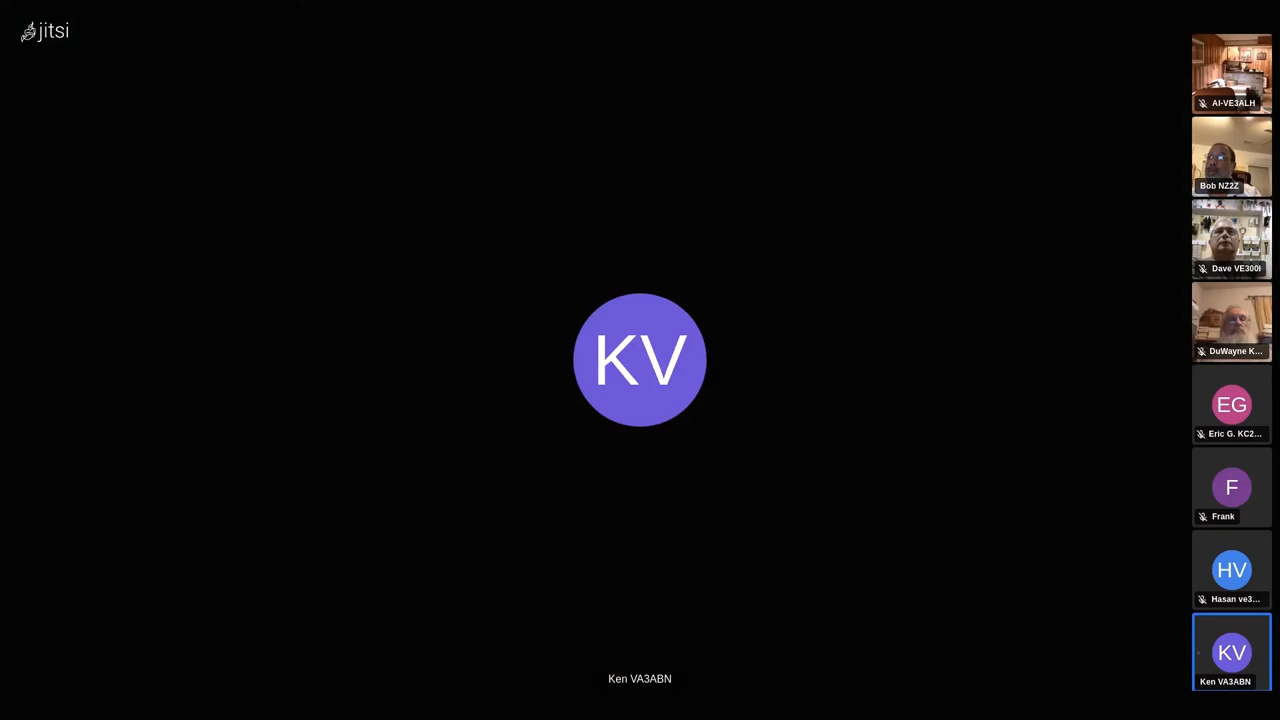 jitsi
AI-VE3ALH
Bob NZ2Z
Dave VE3OOI
DuWayne K...
EG
Eric G. KC2...
F
Frank
HV
Hasan ve3...
KV
KV
Ken VA3ABN
Ken VA3ABN